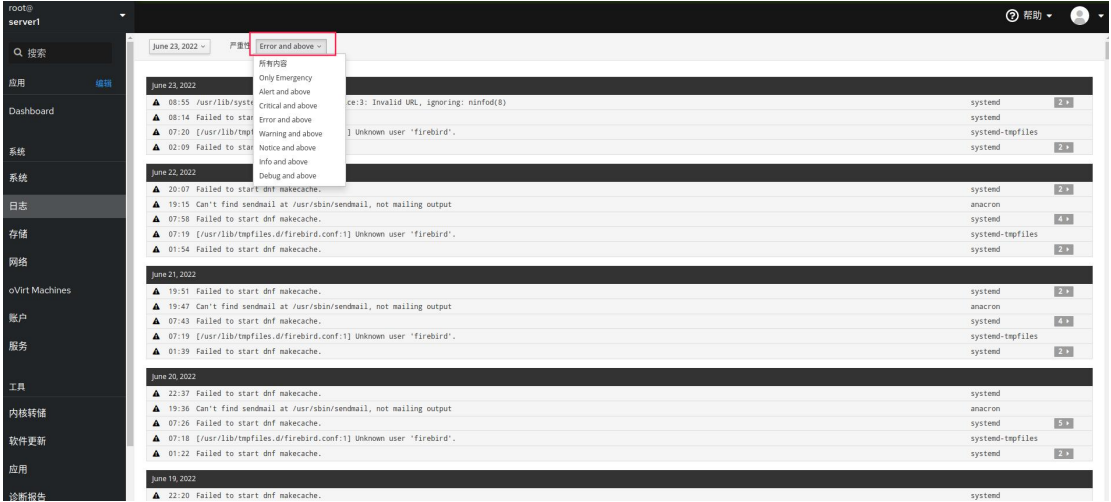 root@
server1
帮助
搜索
June 23, 2022
严重性
Error and above
所有内容
Only Emergency
Alert and above
Critical and above
Error and above
Warning and above
Notice and above
Info and above
Debug and above
应用 编辑
Dashboard
系统
系统
日志
存储
网络
oVirt Machines
账户
服务
工具
内核转储
软件更新
应用
诊断报告
June 23, 2022
08:55 /usr/lib/syste ce:3: Invalid URL, ignoring: ninfod(8) systemd 2
08:14 Failed to star systemd
07:20 [/usr/lib/tmpf ] Unknown user 'firebird'. systemd-tmpfiles
02:09 Failed to star systemd 2
June 22, 2022
20:07 Failed to start dnf makecache. systemd 2
19:15 Can't find sendmail at /usr/sbin/sendmail, not mailing output anacron
07:58 Failed to start dnf makecache. systemd 4
07:19 [/usr/lib/tmpfiles.d/firebird.conf:1] Unknown user 'firebird'. systemd-tmpfiles
01:54 Failed to start dnf makecache. systemd 2
June 21, 2022
19:51 Failed to start dnf makecache. systemd 2
19:47 Can't find sendmail at /usr/sbin/sendmail, not mailing output anacron
07:43 Failed to start dnf makecache. systemd 4
07:19 [/usr/lib/tmpfiles.d/firebird.conf:1] Unknown user 'firebird'. systemd-tmpfiles
01:39 Failed to start dnf makecache. systemd 2
June 20, 2022
22:37 Failed to start dnf makecache. systemd
19:36 Can't find sendmail at /usr/sbin/sendmail, not mailing output anacron
07:26 Failed to start dnf makecache. systemd 5
07:18 [/usr/lib/tmpfiles.d/firebird.conf:1] Unknown user 'firebird'. systemd-tmpfiles
01:22 Failed to start dnf makecache. systemd 2
June 19, 2022
22:20 Failed to start dnf makecache. systemd